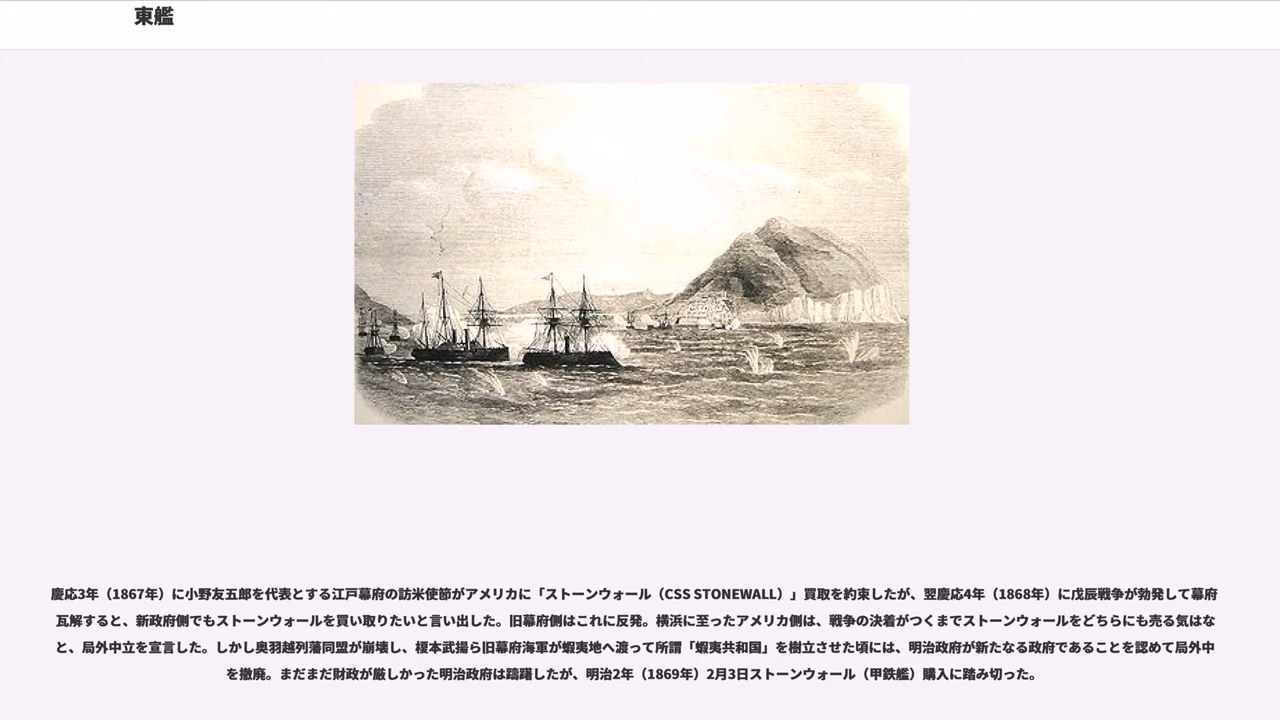 東艦
慶応3年（1867年）に小野友五郎を代表とする江戸幕府の訪米使節がアメリカに「ストーンウォール（CSS STONEWALL）」買取を約束したが、翌慶応4年（1868年）に戊辰戦争が勃発して幕府
瓦解すると、新政府側でもストーンウォールを買い取りたいと言い出した。旧幕府側はこれに反発。横浜に至ったアメリカ側は、戦争の決着がつくまでストーンウォールをどちらにも売る気はな
と、局外中立を宣言した。しかし奥羽越列藩同盟が崩壊し、榎本武揚ら旧幕府海軍が蝦夷地へ渡って所謂「蝦夷共和国」を樹立させた頃には、明治政府が新たなる政府であることを認めて局外中
を撤廃。まだまだ財政が厳しかった明治政府は躊躇したが、明治2年（1869年）2月3日ストーンウォール（甲鉄艦）購入に踏み切った。